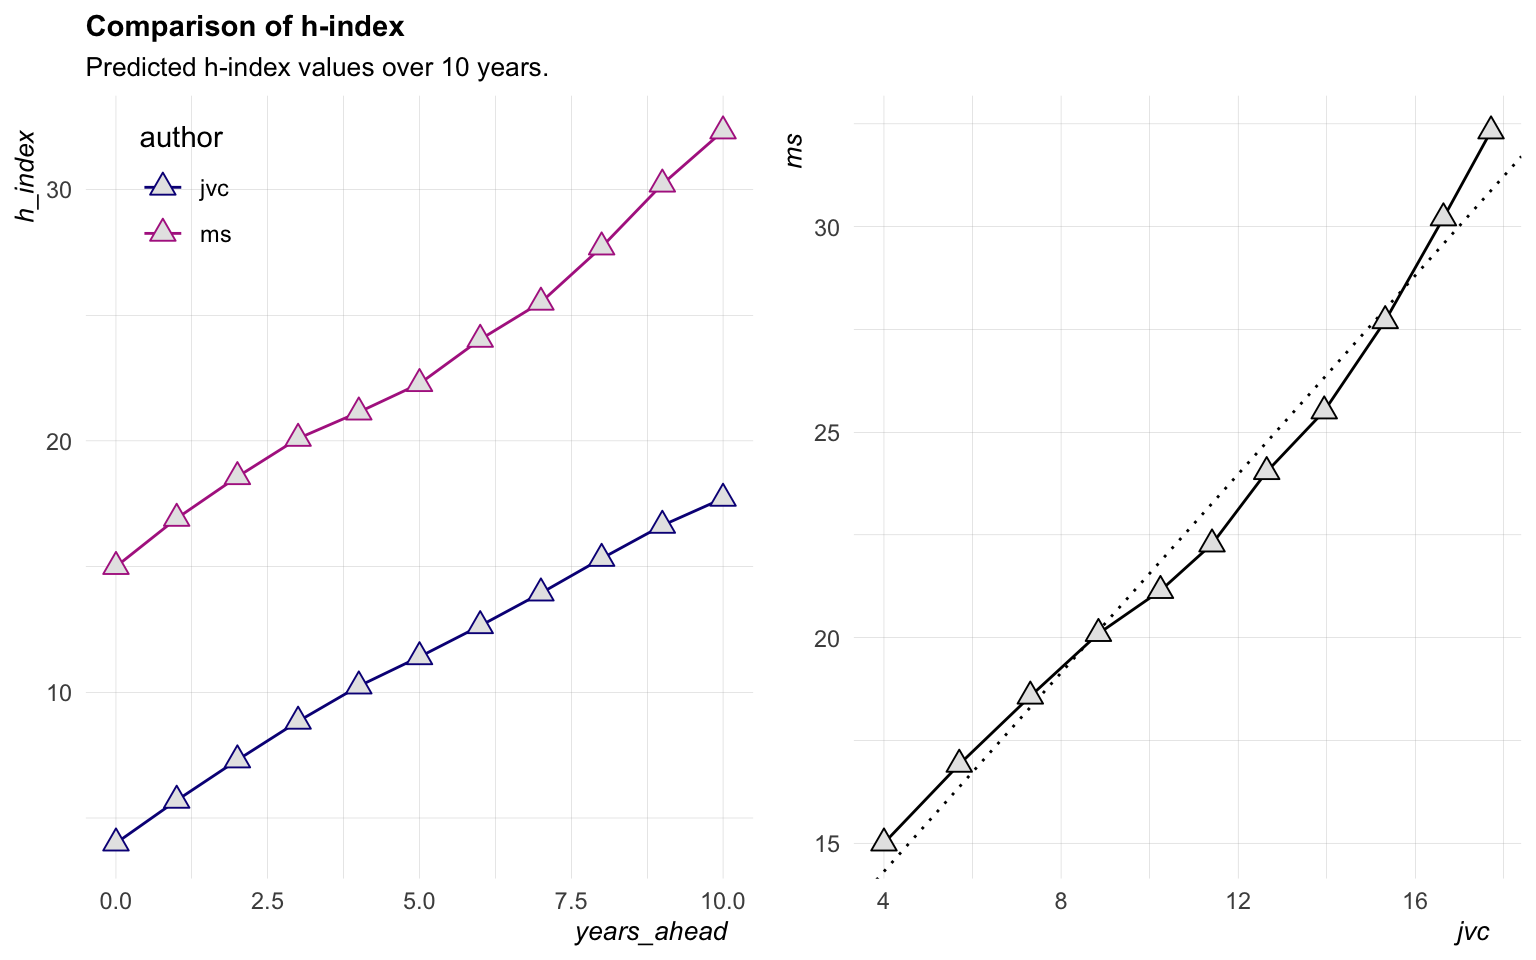 Comparison of h-index
Predicted h-index values over 10 years.
h_index
30
20
10
author
jvc
ms
0.0 2.5 5.0 7.5 10.0
years_ahead
ms
30
25
20
15
4 8 12 16
jvc